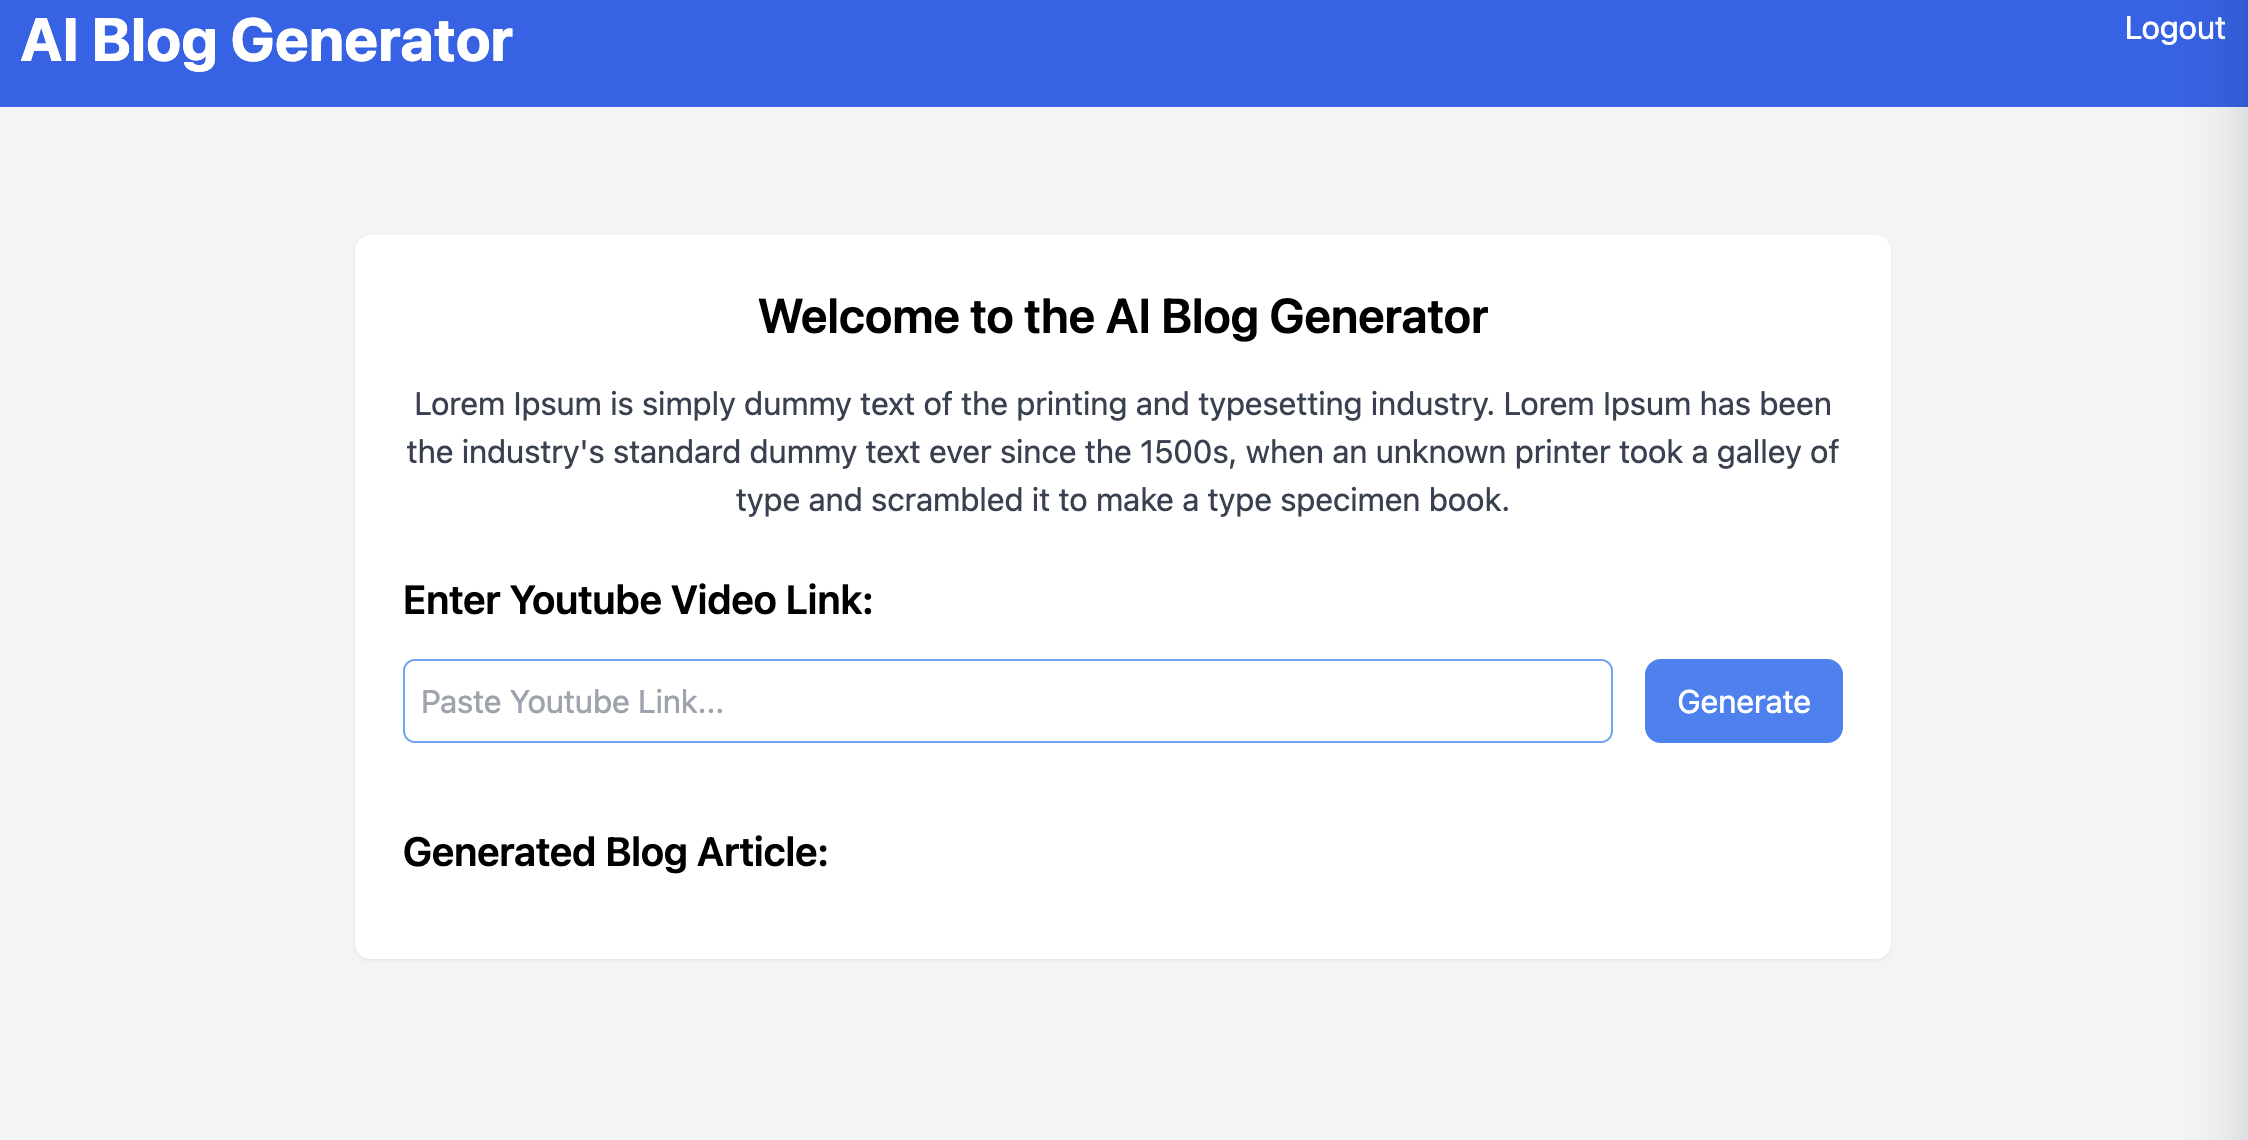 AI Blog Generator
Logout
Welcome to the AI Blog Generator
Lorem Ipsum is simply dummy text of the printing and typesetting industry. Lorem Ipsum has been
the industry's standard dummy text ever since the 1500s, when an unknown printer took a galley of
type and scrambled it to make a type specimen book.
Enter Youtube Video Link:
Paste Youtube Link...
Generate
Generated Blog Article: